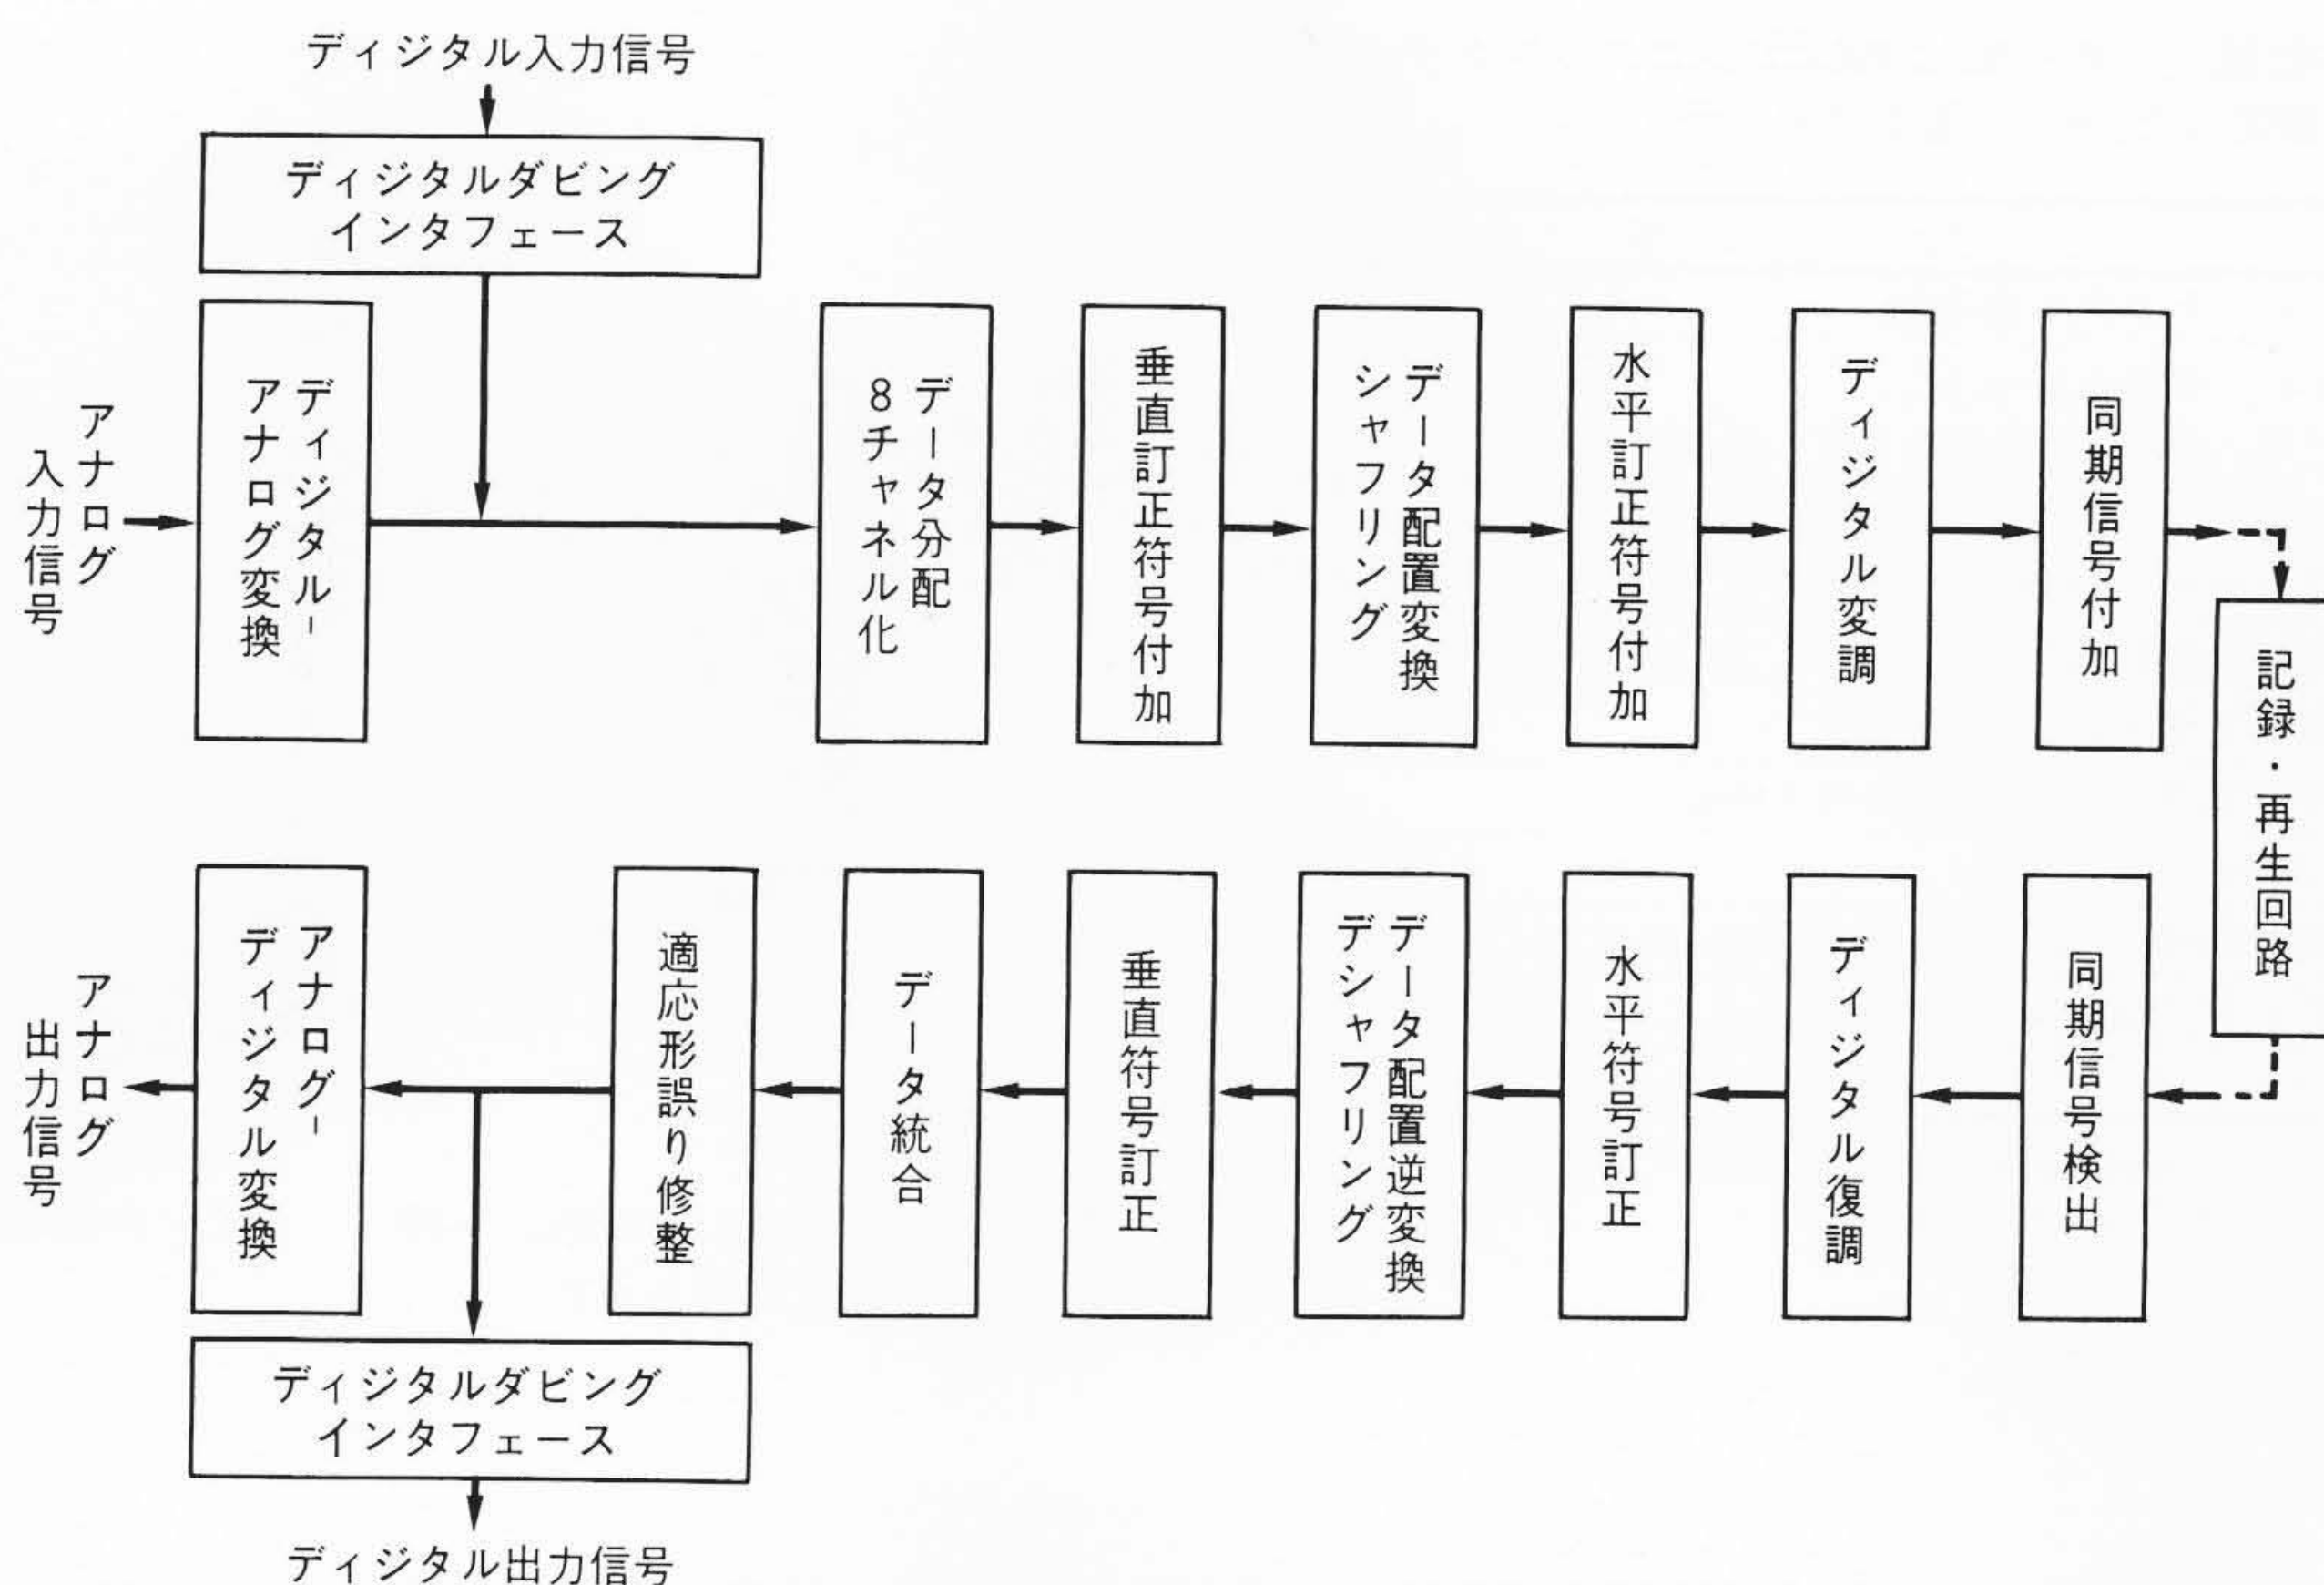 ディジタル入力信号
ディジタルダビング
インタフェース
アナログ
入力信号
ディジタル-
アナログ変換
データ分配
8チャネル化
垂直訂正符号付加
データ配置変換
シャフリング
水平訂正符号付加
ディジタル変調
同期信号付加
記録・再生回路
同期信号検出
ディジタル復調
水平符号訂正
データ配置逆変換
デシャフリング
垂直符号訂正
データ統合
適応形誤り修整
アナログ-
ディジタル変換
アナログ
出力信号
ディジタルダビング
インタフェース
ディジタル出力信号